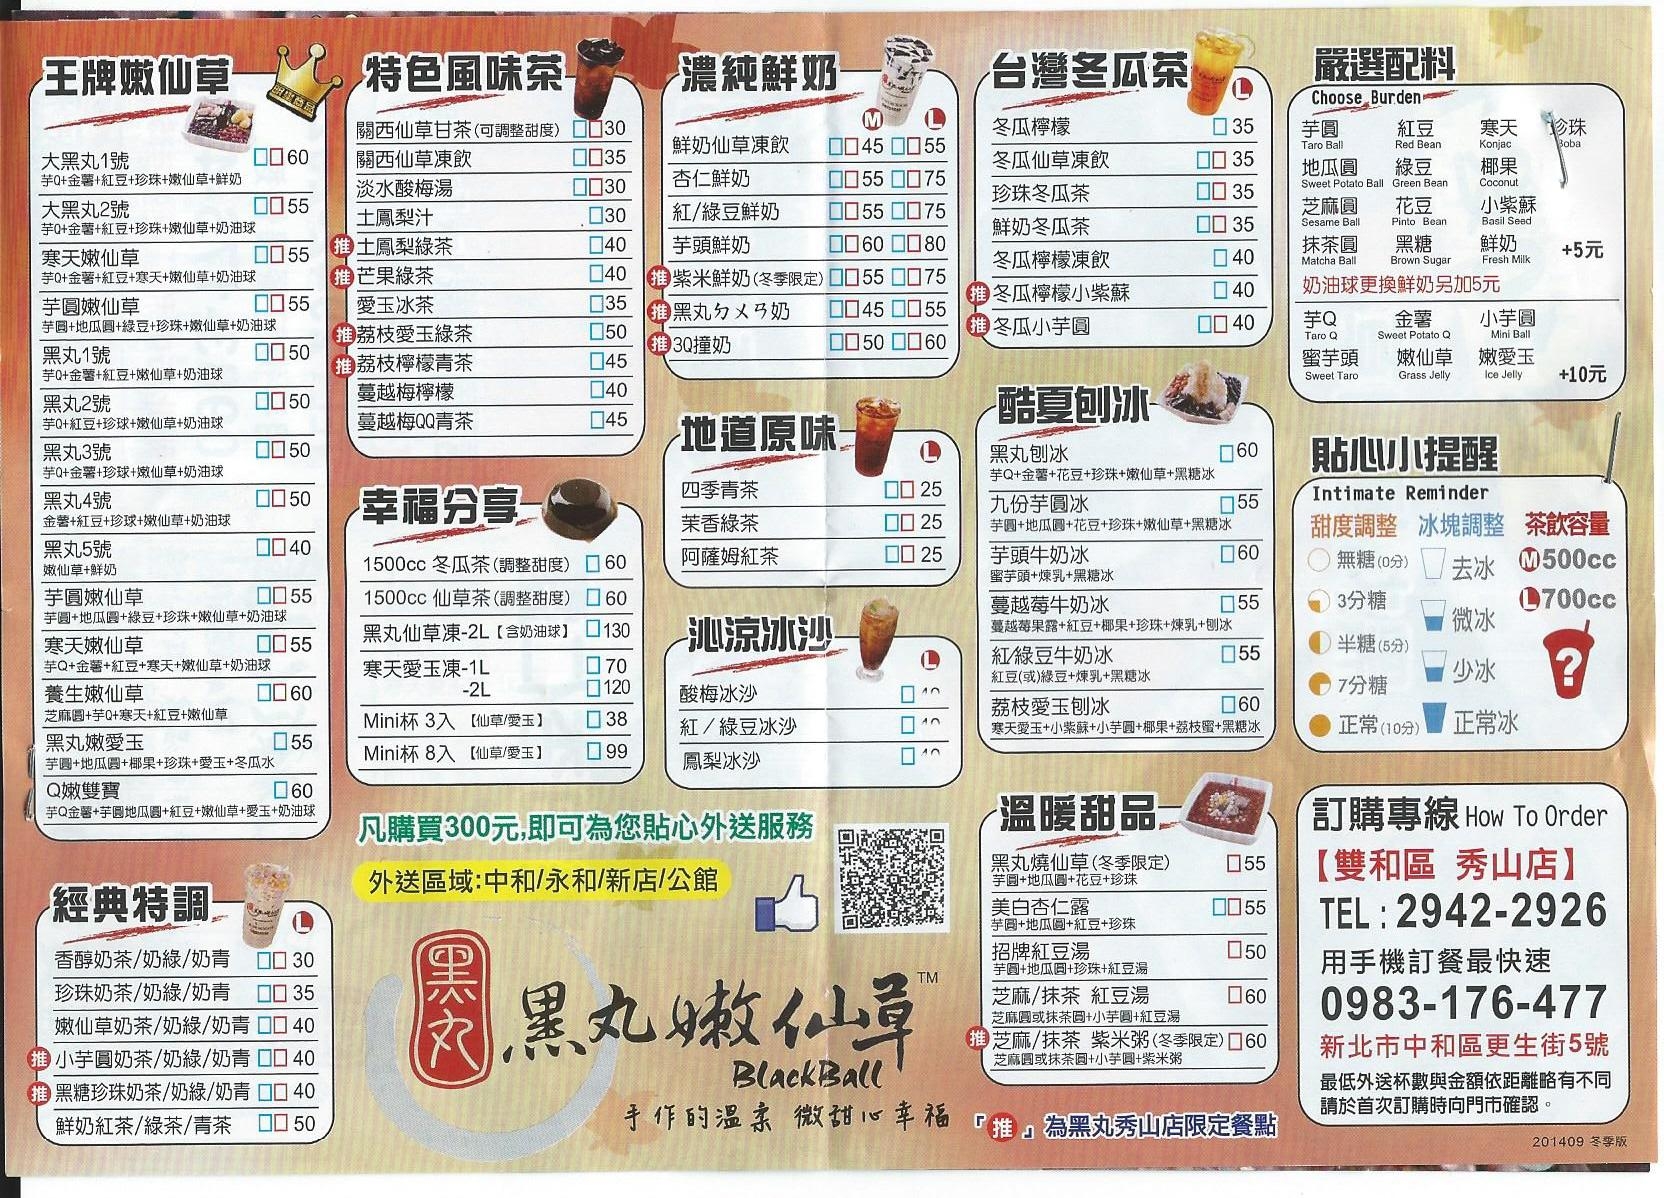 王牌嫩仙草
大黑丸1號 60
芋Q+金薯+紅豆+珍珠+嫩仙草+鮮奶
大黑丸2號 55
芋Q+金薯+紅豆+珍珠+嫩仙草+奶油球
寒天嫩仙草 55
芋Q+金薯+紅豆+寒天+嫩仙草+奶油球
芋圓嫩仙草 55
芋圓+地瓜圓+綠豆+珍珠+嫩仙草+奶油球
黑丸1號 50
芋Q+金薯+紅豆+嫩仙草+奶油球
黑丸2號 50
芋Q+紅豆+珍球+嫩仙草+奶油球
黑丸3號 50
芋Q+金薯+珍球+嫩仙草+奶油球
黑丸4號 50
金薯+紅豆+珍球+嫩仙草+奶油球
黑丸5號 40
嫩仙草+鮮奶
芋圓嫩仙草 55
芋圓+地瓜圓+綠豆+珍珠+嫩仙草+奶油球
寒天嫩仙草 55
芋Q+金薯+紅豆+寒天+嫩仙草+奶油球
養生嫩仙草 60
芝麻圓+芋Q+寒天+紅豆+嫩仙草
黑丸嫩愛玉 55
芋圓+地瓜圓+椰果+珍珠+愛玉+冬瓜水
Q嫩雙寶 60
芋Q金薯+芋圓地瓜圓+紅豆+嫩仙草+愛玉+奶油球
經典特調
L
香醇奶茶/奶綠/奶青 30
珍珠奶茶/奶綠/奶青 35
嫩仙草奶茶/奶綠/奶青 40
推 小芋圓奶茶/奶綠/奶青 40
推 黑糖珍珠奶茶/奶綠/奶青 40
鮮奶紅茶/綠茶/青茶 50
特色風味茶
關西仙草甘茶(可調整甜度) 30
關西仙草凍飲 35
淡水酸梅湯 30
土鳳梨汁 30
推 土鳳梨綠茶 40
推 芒果綠茶 40
愛玉冰茶 35
推 荔枝愛玉綠茶 50
推 荔枝檸檬青茶 45
蔓越梅檸檬 40
蔓越梅QQ青茶 45
幸福分享
1500cc 冬瓜茶(調整甜度) 60
1500cc 仙草茶(調整甜度) 60
黑丸仙草凍-2L【含奶油球】 130
寒天愛玉凍-1L 70
-2L 120
Mini杯 3入 【仙草/愛玉】 38
Mini杯 8入 【仙草/愛玉】 99
濃純鮮奶
M L
鮮奶仙草凍飲 45 55
杏仁鮮奶 55 75
紅/綠豆鮮奶 55 75
芋頭鮮奶 60 80
推 紫米鮮奶(冬季限定) 55 75
推 黑丸ㄅㄨㄢ奶 45 55
推 3Q撞奶 50 60
地道原味
L
四季青茶 25
茉香綠茶 25
阿薩姆紅茶 25
沁涼冰沙
L
酸梅冰沙
紅/綠豆冰沙
鳳梨冰沙
凡購買300元,即可為您貼心外送服務
外送區域:中和/永和/新店/公館
黑丸
黑丸嫩仙草™
BlackBall
手作的溫柔 微甜心幸福
台灣冬瓜茶
L
冬瓜檸檬 35
冬瓜仙草凍飲 35
珍珠冬瓜茶 35
鮮奶冬瓜茶 35
冬瓜檸檬凍飲 40
推 冬瓜檸檬小紫蘇 40
推 冬瓜小芋圓 40
酷夏刨冰
黑丸刨冰 60
芋Q+金薯+花豆+珍珠+嫩仙草+黑糖冰
九份芋圓冰 55
芋圓+地瓜圓+花豆+珍珠+嫩仙草+黑糖冰
芋頭牛奶冰 60
蜜芋頭+煉乳+黑糖冰
蔓越莓牛奶冰 55
蔓越莓果露+紅豆+椰果+珍珠+煉乳+刨冰
紅/綠豆牛奶冰 55
紅豆(或)綠豆+煉乳+黑糖冰
荔枝愛玉刨冰 60
寒天愛玉+小紫蘇+小芋圓+椰果+荔枝蜜+黑糖冰
溫暖甜品
黑丸燒仙草(冬季限定) 55
芋圓+地瓜圓+花豆+珍珠
美白杏仁露 55
芋圓+地瓜圓+紅豆+珍珠
招牌紅豆湯 50
芋圓+地瓜圓+珍珠+紅豆湯
芝麻/抹茶 紅豆湯 60
芝麻圓或抹茶圓+小芋圓+紅豆湯
推 芝麻/抹茶 紫米粥(冬季限定) 60
芝麻圓或抹茶圓+小芋圓+紫米粥
「推」為黑丸秀山店限定餐點
嚴選配料
Choose Burden
芋圓 紅豆 寒天 珍珠
Taro Ball Red Bean Konjac Boba
地瓜圓 綠豆 椰果
Sweet Potato Ball Green Bean Coconut
芝麻圓 花豆 小紫蘇
Sesame Ball Pinto Bean Basil Seed
抹茶圓 黑糖 鮮奶 +5元
Matcha Ball Brown Sugar Fresh Milk
奶油球更換鮮奶另加5元
芋Q 金薯 小芋圓
Taro Q Sweet Potato Q Mini Ball
蜜芋頭 嫩仙草 嫩愛玉 +10元
Sweet Taro Grass Jelly Ice Jelly
貼心小提醒
Intimate Reminder
甜度調整 冰塊調整 茶飲容量
無糖(0分) 去冰 M500cc
3分糖 微冰 L700cc
半糖(5分) 少冰 ?
7分糖
正常(10分) 正常冰
訂購專線 How To Order
【雙和區 秀山店】
TEL:2942-2926
用手機訂餐最快速
0983-176-477
新北市中和區更生街5號
最低外送杯數與金額依距離略有不同
請於首次訂購時向門市確認。
201409 冬季版